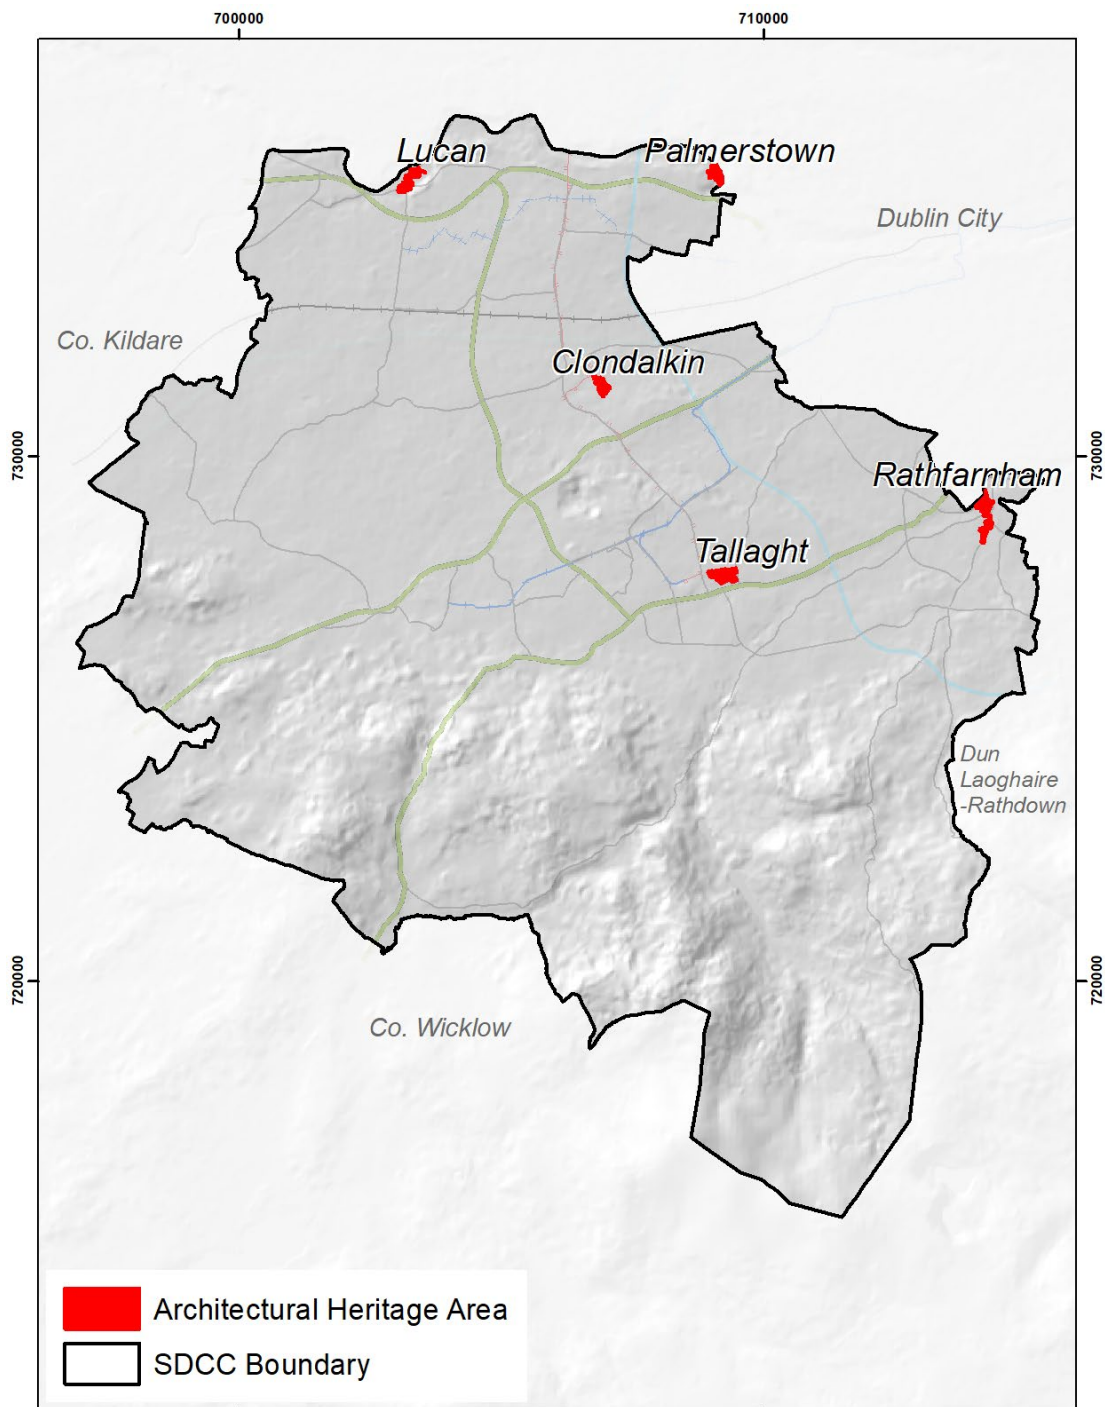 700000
710000
Lucan
Palmerstown
Dublin City
Co. Kildare
Clondalkin
730000
730000
Rathfarnham
Tallaght
Dun
Laoghaire
-Rathdown
720000
720000
Co. Wicklow
Architectural Heritage Area
SDCC Boundary